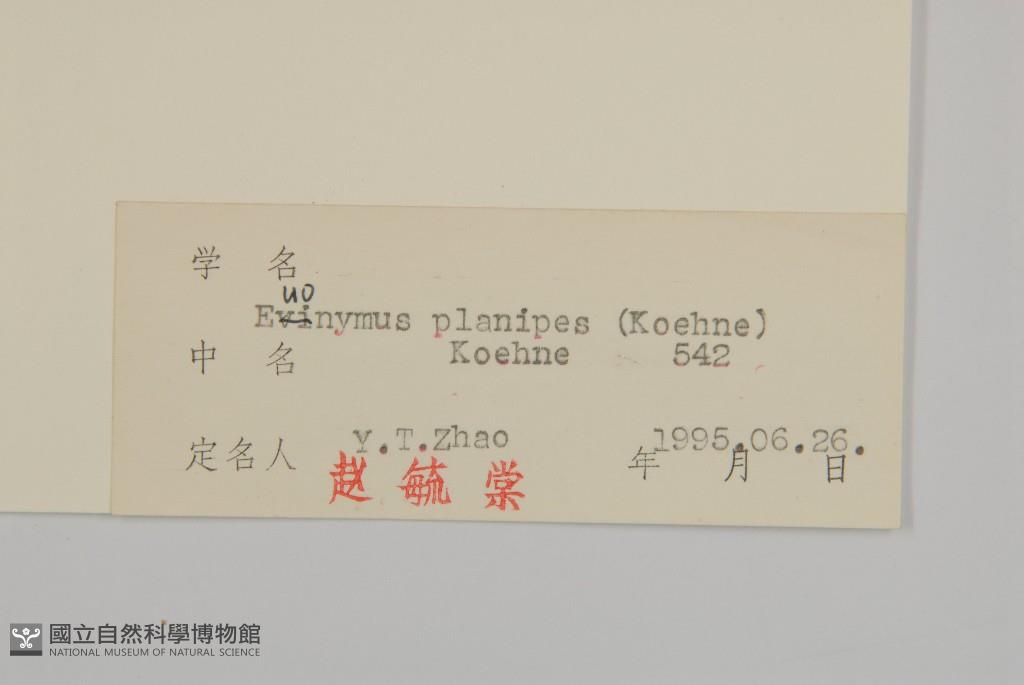 学 名
uo
Evinymus planipes (Koehne)
中 名 Koehne 542
定名人 Y.T.Zhao 1995.06.26.
年 月 日
赵毓棠
國立自然科學博物館
NATIONAL MUSEUM OF NATURAL SCIENCE